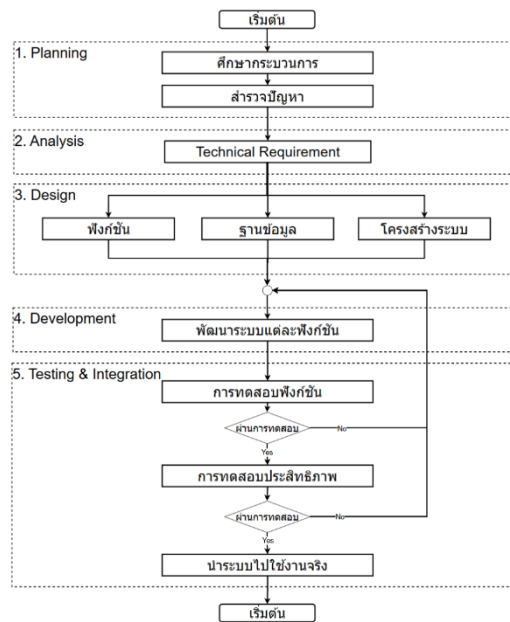 เริ่มต้น
1. Planning
ศึกษากระบวนการ
สำรวจปัญหา
2. Analysis
Technical Requirement
3. Design
ฟังก์ชัน
ฐานข้อมูล
โครงสร้างระบบ
4. Development
พัฒนาระบบแต่ละฟังก์ชัน
5. Testing & Integration
การทดสอบฟังก์ชัน
ผ่านการทดสอบ
No
Yes
การทดสอบประสิทธิภาพ
ผ่านการทดสอบ
No
Yes
นำระบบไปใช้งานจริง
เริ่มต้น